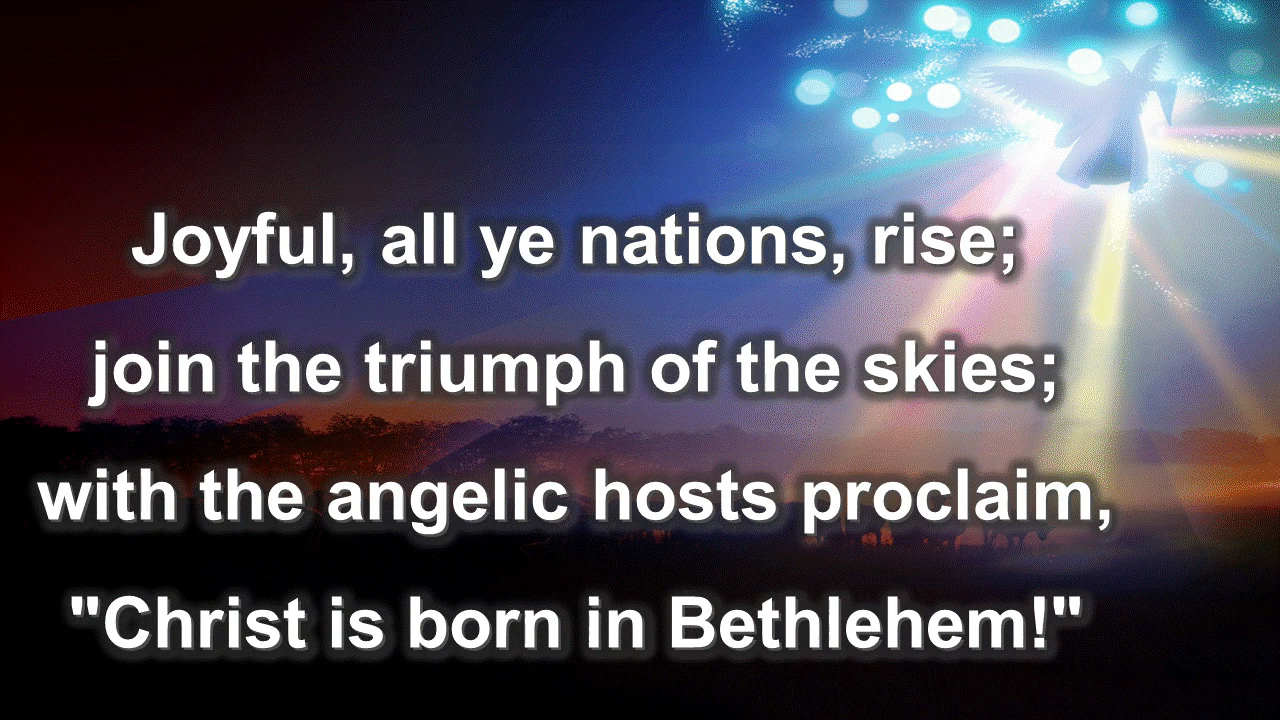 Joyful, all ye nations, rise;
join the triumph of the skies;
with the angelic hosts proclaim,
"Christ is born in Bethlehem!"